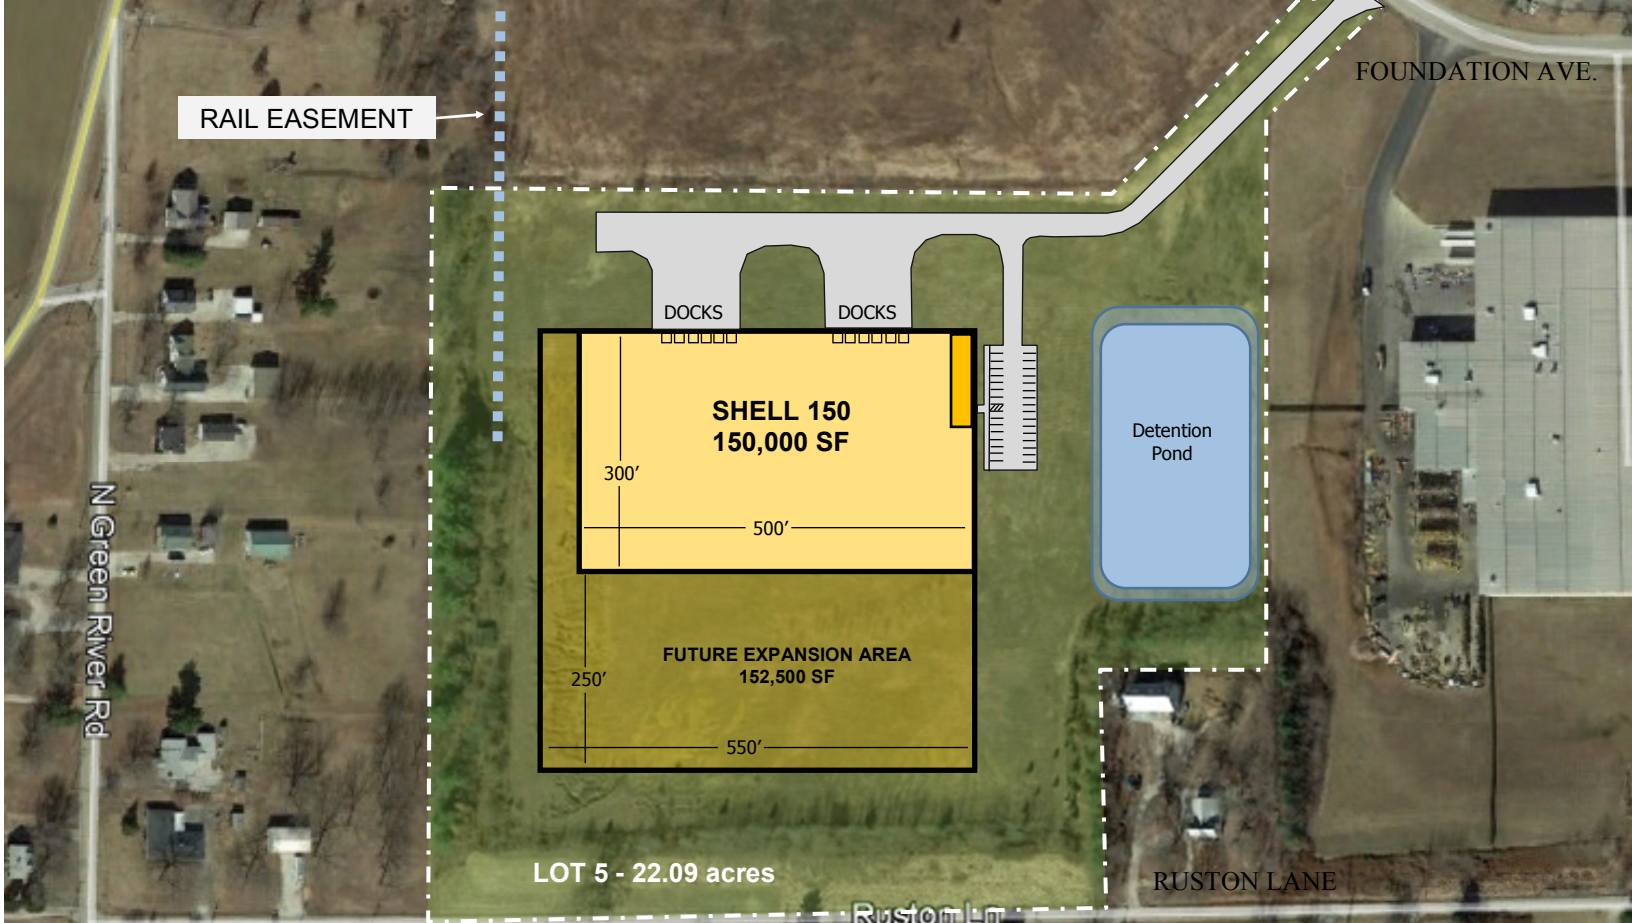 FOUNDATION AVE.
RAIL EASEMENT
DOCKS
DOCKS
SHELL 150
150,000 SF
300’
500’
Detention
Pond
N Green River Rd
FUTURE EXPANSION AREA
152,500 SF
250’
550’
LOT 5 - 22.09 acres
RUSTON LANE
Ruston Ln